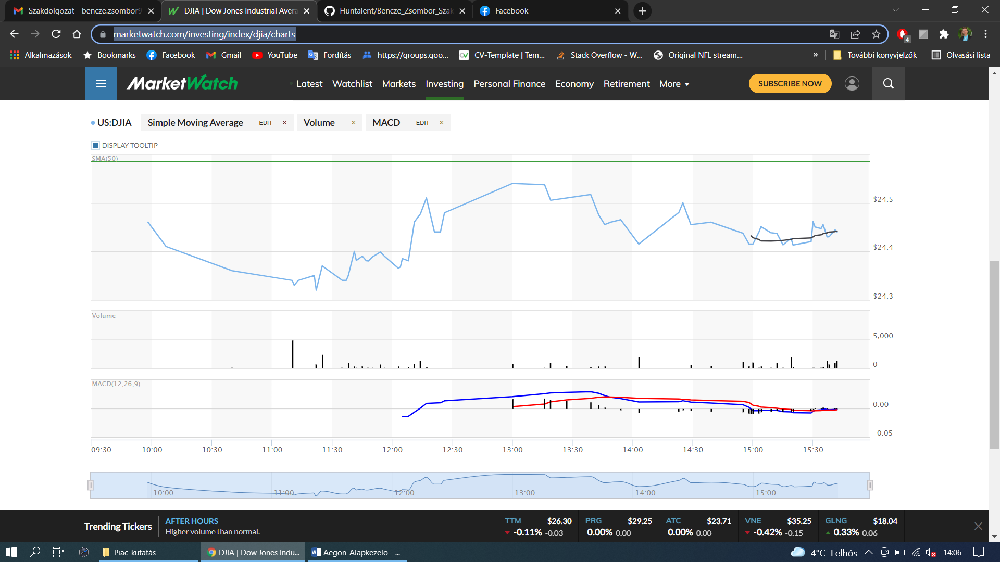 Szakdolgozat - bencze.zsombor9
DJIA | Dow Jones Industrial Avera
Huntalent/Bencze_Zsombor_Szak
Facebook
marketwatch.com/investing/index/djia/charts
4
Alkalmazások
Bookmarks
Facebook
Gmail
YouTube
Fordítás
https://groups.goo...
CV-Template | Tem...
Stack Overflow - W...
Original NFL stream...
»
További könyvjelzők
Olvasási lista
MarketWatch
Latest
Watchlist
Markets
Investing
Personal Finance
Economy
Retirement
More
SUBSCRIBE NOW
US:DJIA
Simple Moving Average EDIT ×
Volume ×
MACD EDIT ×
DISPLAY TOOLTIP
SMA(50)
$24.5
$24.4
$24.3
Volume
5,000
0
MACD(12,26,9)
0.00
-0.05
09:30 10:00 10:30 11:00 11:30 12:00 12:30 13:00 13:30 14:00 14:30 15:00 15:30
10:00 11:00 12:00 13:00 14:00 15:00
Trending Tickers
AFTER HOURS
Higher volume than normal.
TTM $26.30
-0.11% -0.03
PRG $29.25
0.00% 0.00
ATC $23.71
0.00% 0.00
VNE $35.25
-0.42% -0.15
GLNG $18.04
0.33% 0.06
Piac_kutatás
DJIA | Dow Jones Indu...
Aegon_Alapkezelo - ...
4°C Felhős
14:06